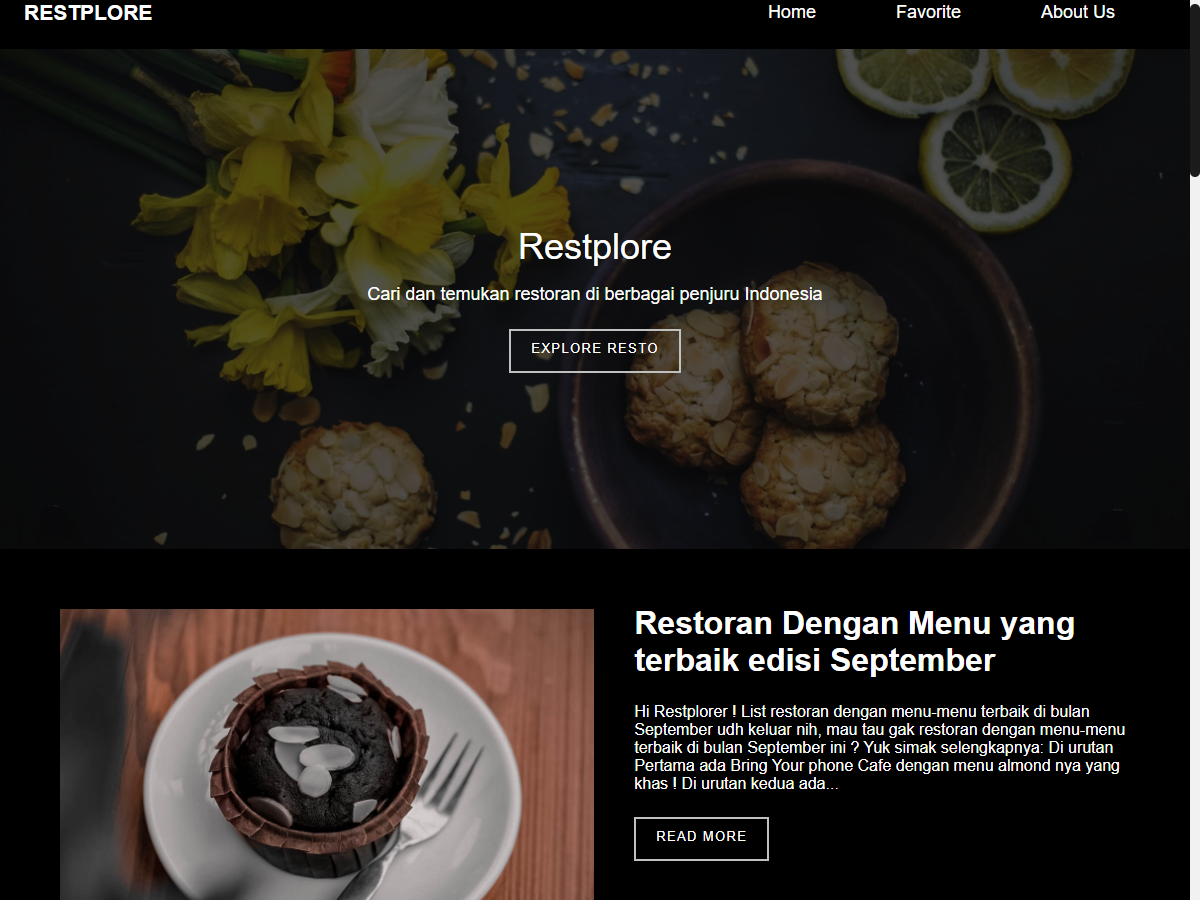 RESTPLORE
Home
Favorite
About Us
Restplore
Cari dan temukan restoran di berbagai penjuru Indonesia
EXPLORE RESTO
Restoran Dengan Menu yang
terbaik edisi September
Hi Restplorer ! List restoran dengan menu-menu terbaik di bulan
September udh keluar nih, mau tau gak restoran dengan menu-menu
terbaik di bulan September ini ? Yuk simak selengkapnya: Di urutan
Pertama ada Bring Your phone Cafe dengan menu almond nya yang
khas ! Di urutan kedua ada...
READ MORE